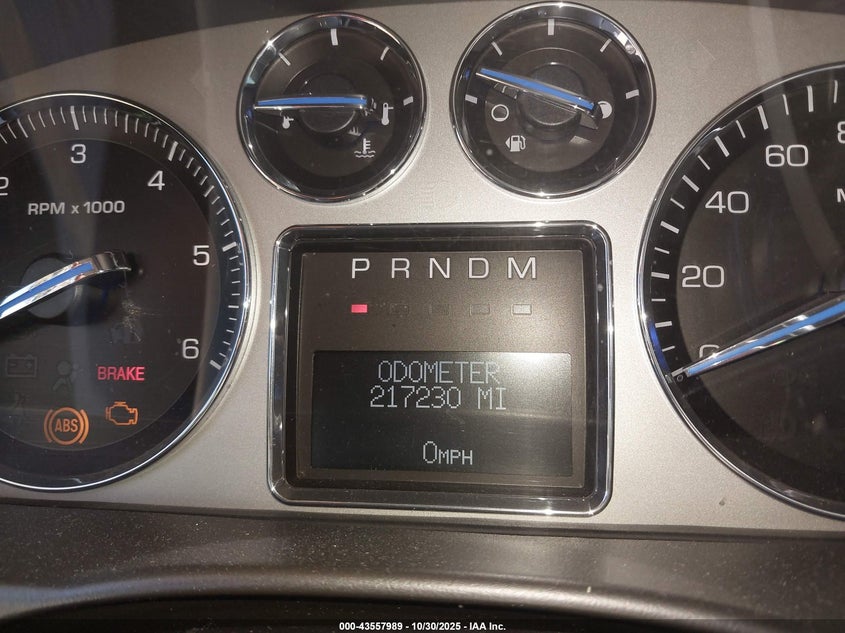 2
3
4
5
6
RPM x 1000
BRAKE
ABS
P R N D M
ODOMETER
217230 MI
0MPH
20
40
60
8
M
000-43557989 - 10/30/2025 - IAA Inc.